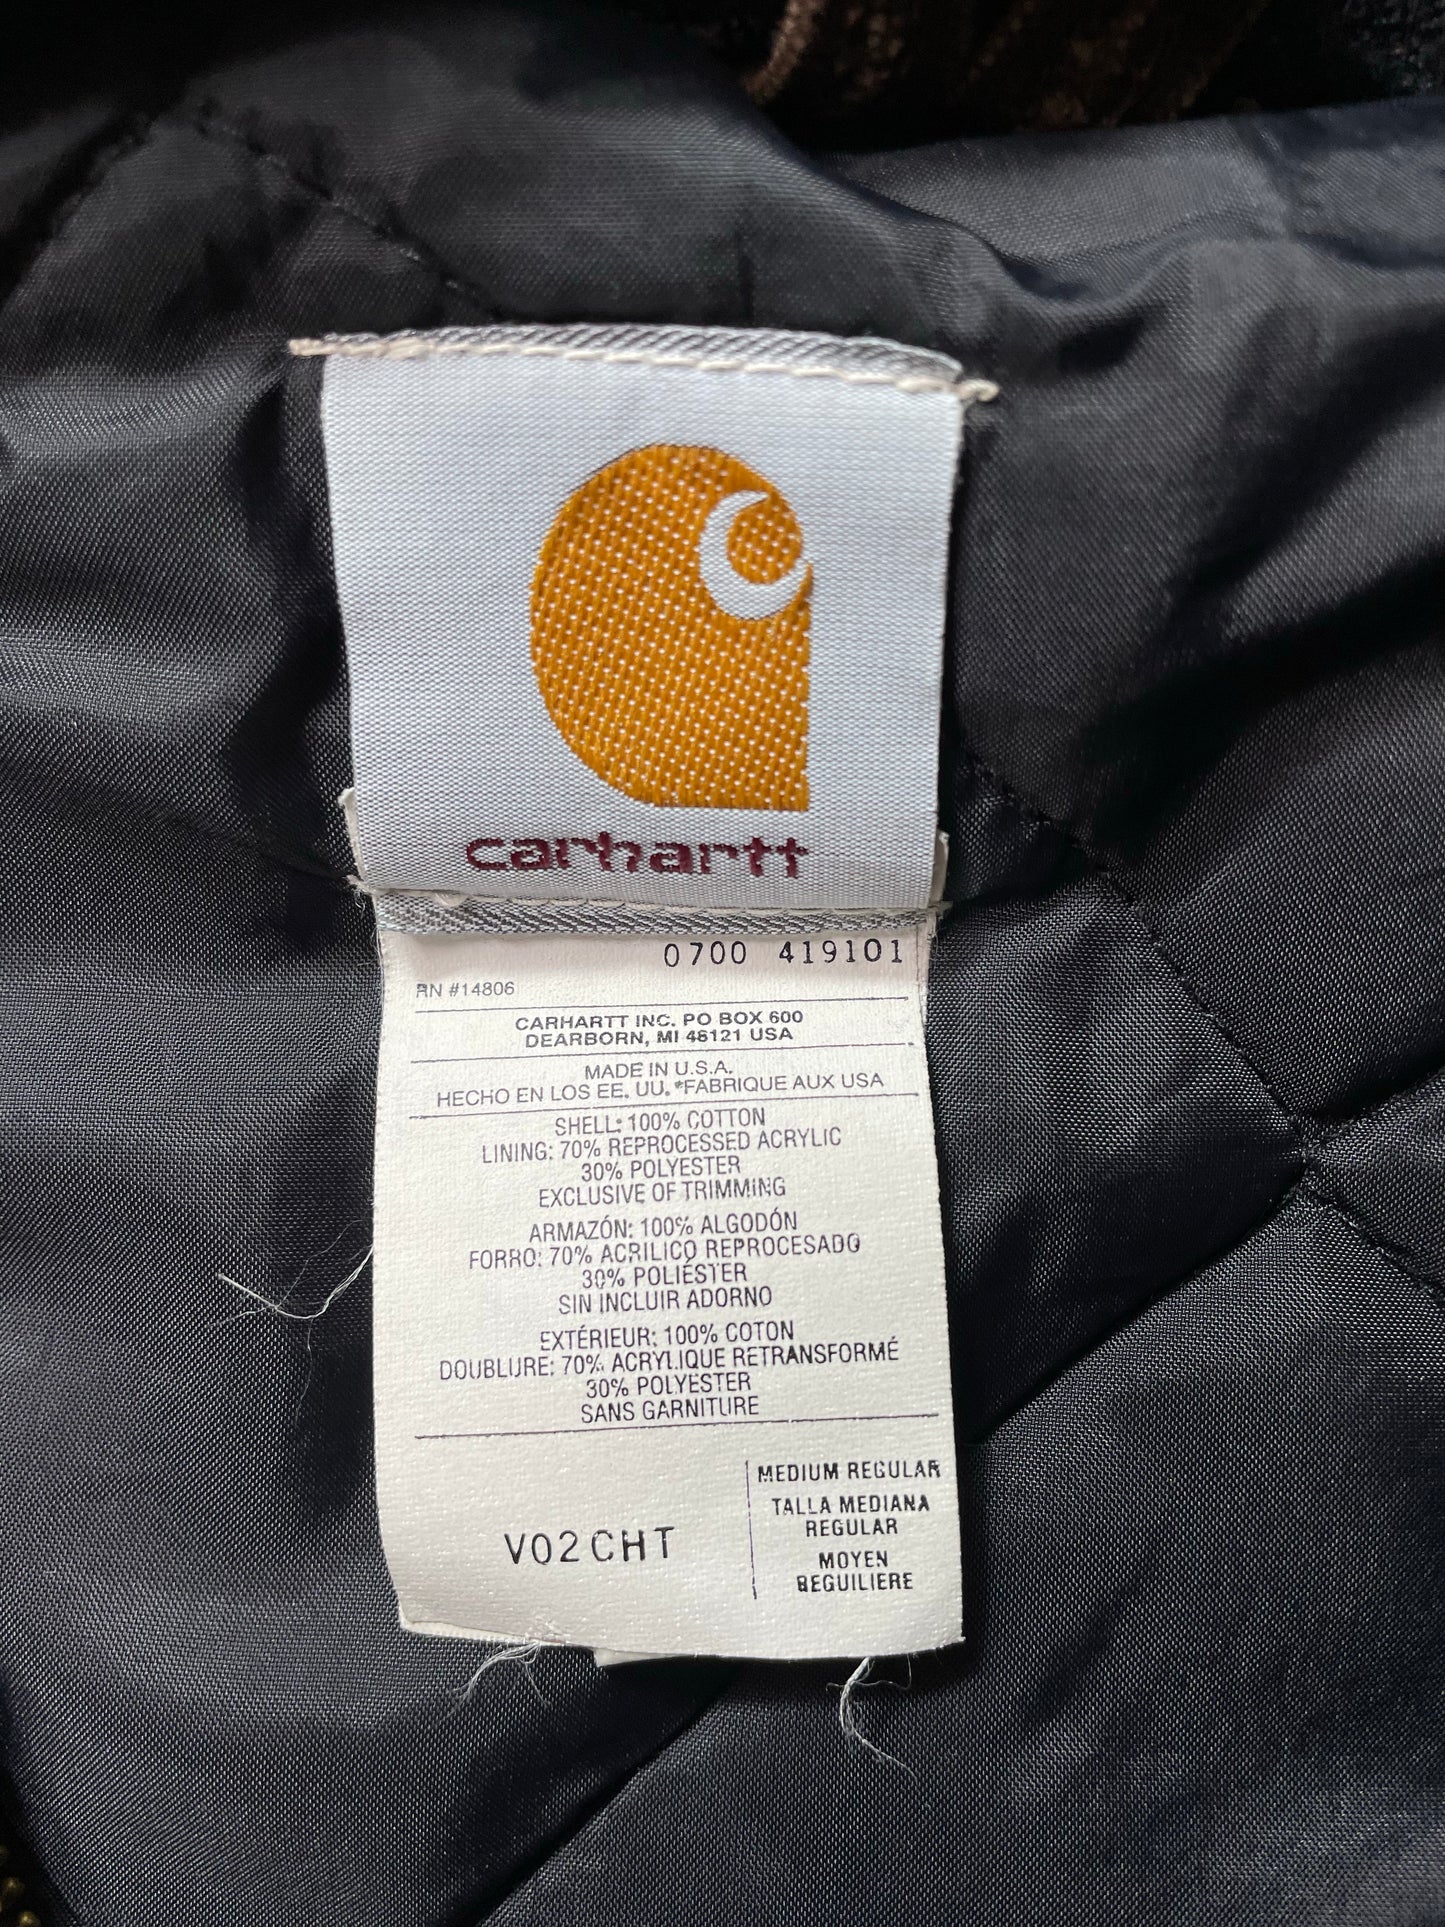 carhartt
0700 419101
RN #14806
CARHARTT INC. PO BOX 600
DEARBORN, MI 48121 USA
MADE IN U.S.A.
HECHO EN LOS EE. UU. *FABRIQUE AUX USA
SHELL: 100% COTTON
LINING: 70% REPROCESSED ACRYLIC
30% POLYESTER
EXCLUSIVE OF TRIMMING
ARMAZÓN: 100% ALGODÓN
FORRO: 70% ACRILICO REPROCESADO
30% POLIÉSTER
SIN INCLUIR ADORNO
EXTÉRIEUR: 100% COTON
DOUBLURE: 70% ACRYLIQUE RETRANSFORMÉ
30% POLYESTER
SANS GARNITURE
MEDIUM REGULAR
TALLA MEDIANA
REGULAR
V02CHT
MOYEN
REGUILIERE